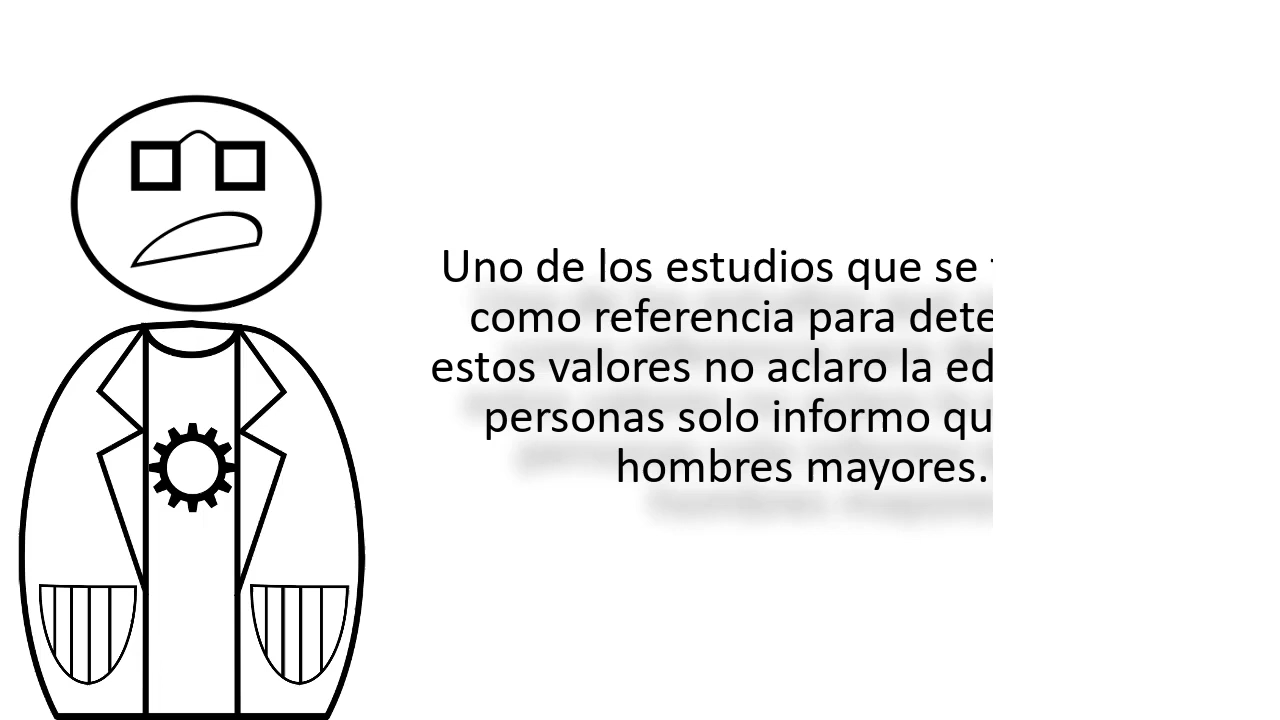 Uno de los estudios que se
como referencia para dete
estos valores no aclaro la ed
personas solo informo qu
hombres mayores.